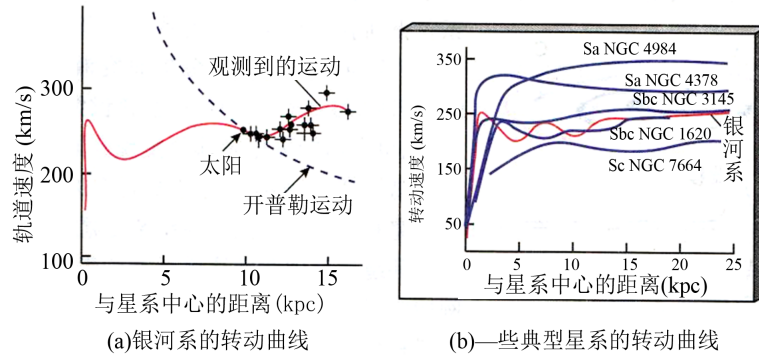 300
200
100
0
5
10
15
轨道速度 (km/s)
与星系中心的距离(kpc)
观测到的运动
太阳
开普勒运动
(a)银河系的转动曲线
350
250
150
50
0
5
10
15
20
25
转动速度 (km/s)
与星系中心的距离(kpc)
Sa NGC 4984
Sa NGC 4378
Sbc NGC 3145
Sbc NGC 1620
Sc NGC 7664
银河系
(b)一些典型星系的转动曲线